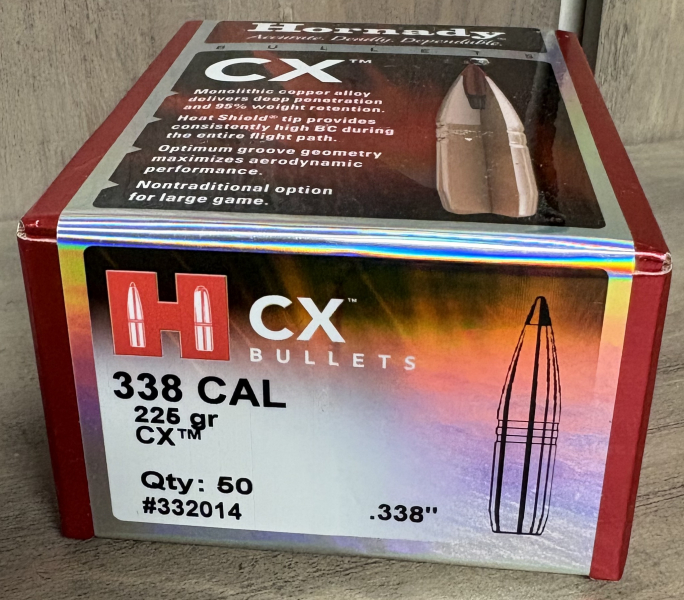 Hornady
Accurate. Deadly. Dependable.
BULLETS
CX™
Monolithic copper alloy
delivers deep penetration
and 95% weight retention.
Heat Shield® tip provides
consistently high BC during
the entire flight path.
Optimum groove geometry
maximizes aerodynamic
performance.
Nontraditional option
for large game.
H
CX™
BULLETS
338 CAL
225 gr
CX™
Qty: 50
#332014
.338"